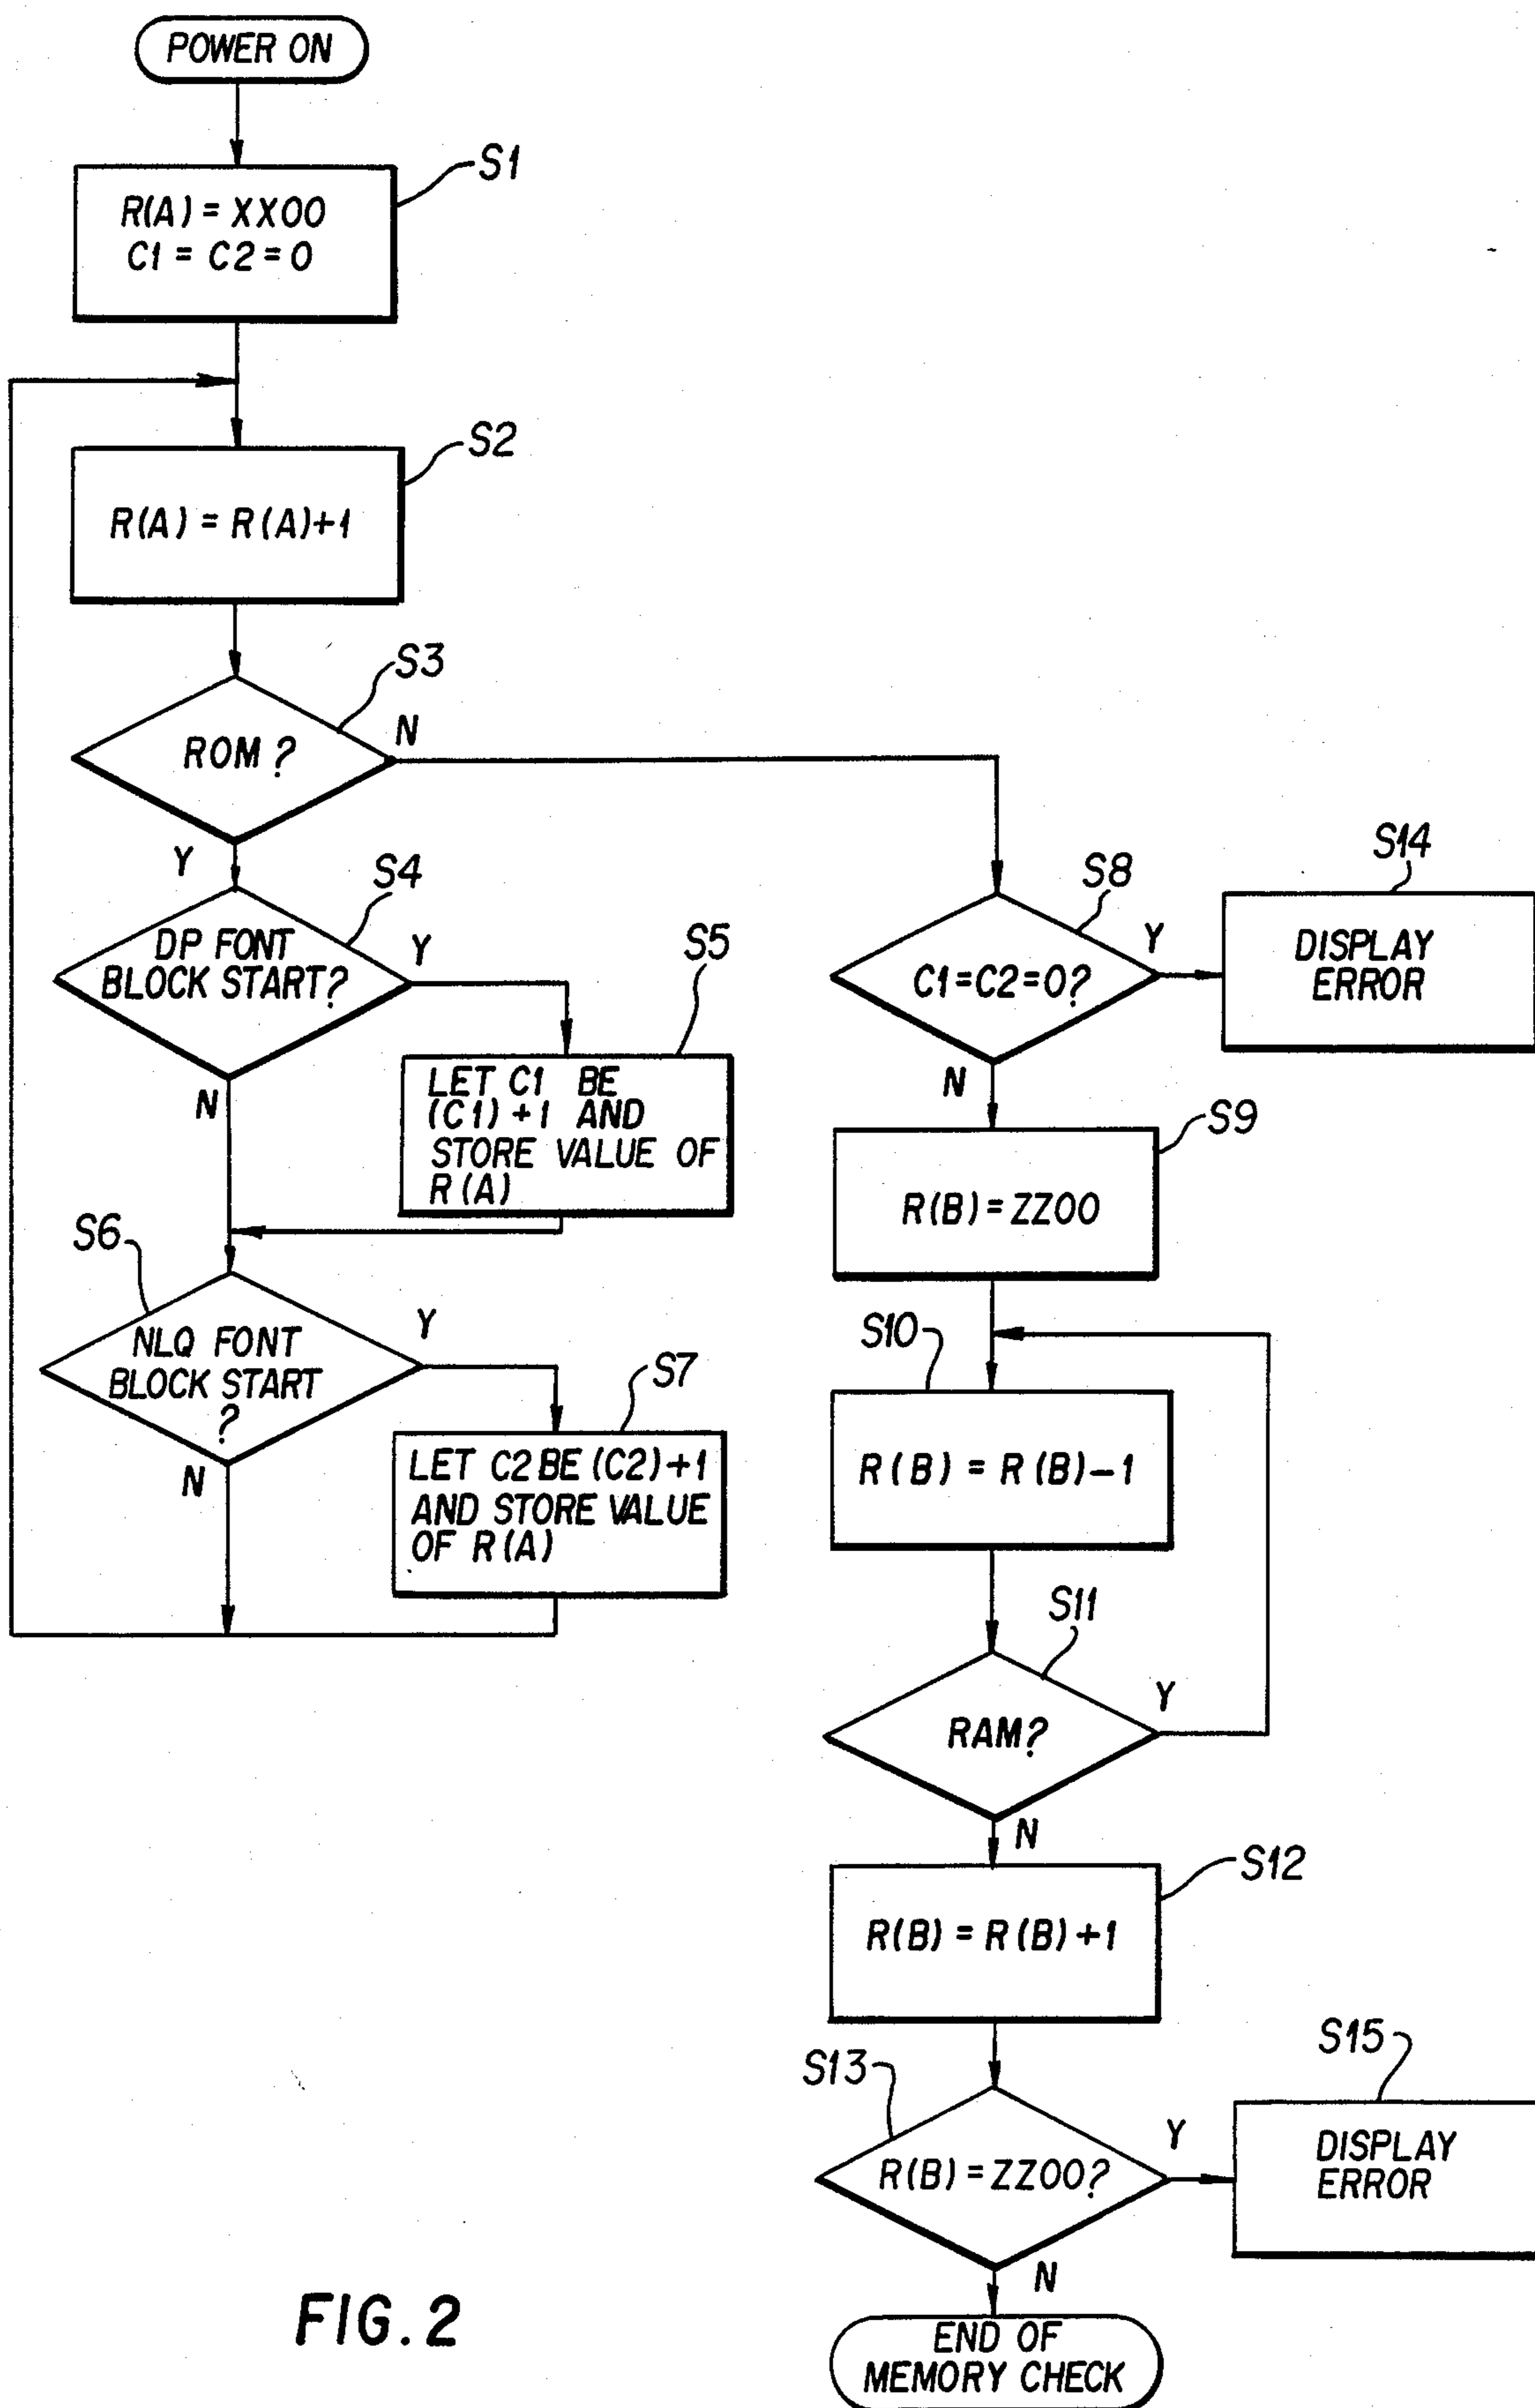 POWER ON
S1
R(A) = XX00
C1 = C2 = 0
S2
R(A) = R(A)+1
S3
ROM ?
N
Y
S4
DP FONT
BLOCK START?
Y
N
S5
LET C1 BE
(C1) +1 AND
STORE VALUE OF
R(A)
S6
NLQ FONT
BLOCK START
?
Y
N
S7
LET C2 BE (C2)+1
AND STORE VALUE
OF R(A)
S8
C1=C2=0?
Y
N
S14
DISPLAY
ERROR
S9
R(B) = ZZ00
S10
R(B) = R(B)-1
S11
RAM?
Y
N
S12
R(B) = R(B)+1
S13
R(B) = ZZ00?
Y
N
S15
DISPLAY
ERROR
END OF
MEMORY CHECK
FIG. 2